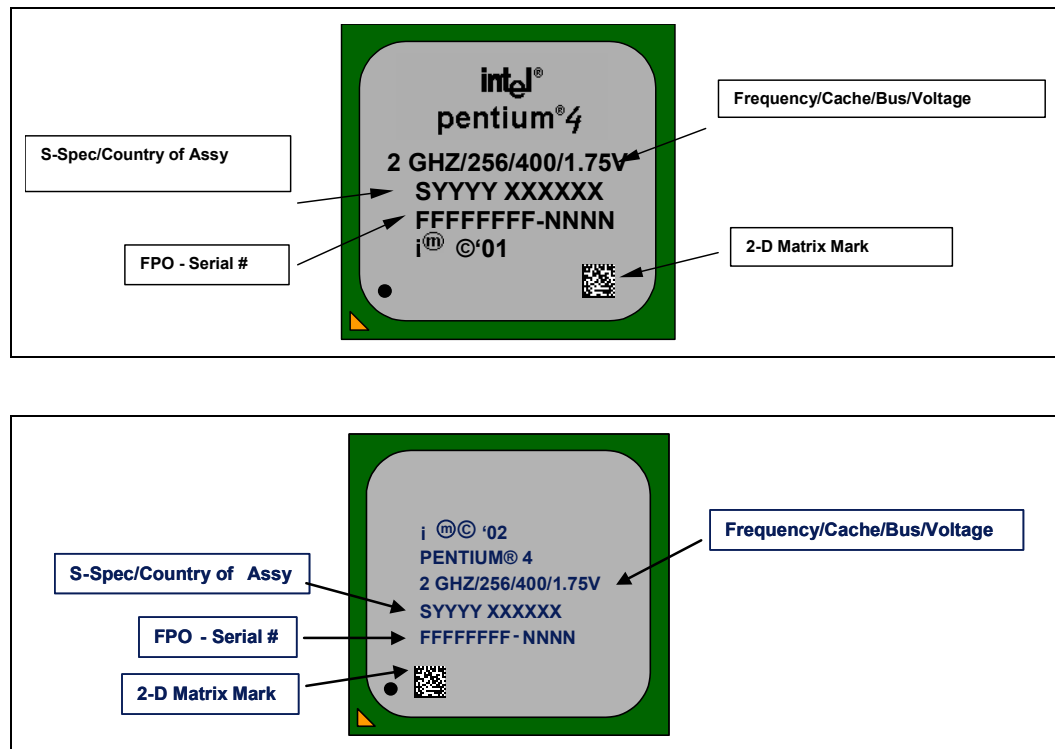 intel®
pentium®4
Frequency/Cache/Bus/Voltage
S-Spec/Country of Assy
2 GHZ/256/400/1.75V
SYYYY XXXXXX
FFFFFFFF-NNNN
i ⓜ ©‘01
FPO - Serial #
2-D Matrix Mark
i ⓜ© ‘02
PENTIUM® 4
2 GHZ/256/400/1.75V
SYYYY XXXXXX
FFFFFFFF-NNNN
Frequency/Cache/Bus/Voltage
S-Spec/Country of Assy
FPO - Serial #
2-D Matrix Mark